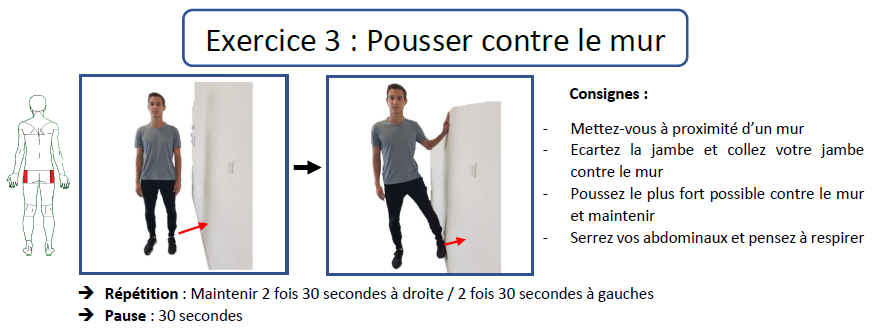 Exercice 3 : Pousser contre le mur
Consignes :
- Mettez-vous à proximité d’un mur
- Ecartez la jambe et collez votre jambe
contre le mur
- Poussez le plus fort possible contre le mur
et maintenir
- Serrez vos abdominaux et pensez à respirer
➔ Répétition : Maintenir 2 fois 30 secondes à droite / 2 fois 30 secondes à gauches
➔ Pause : 30 secondes